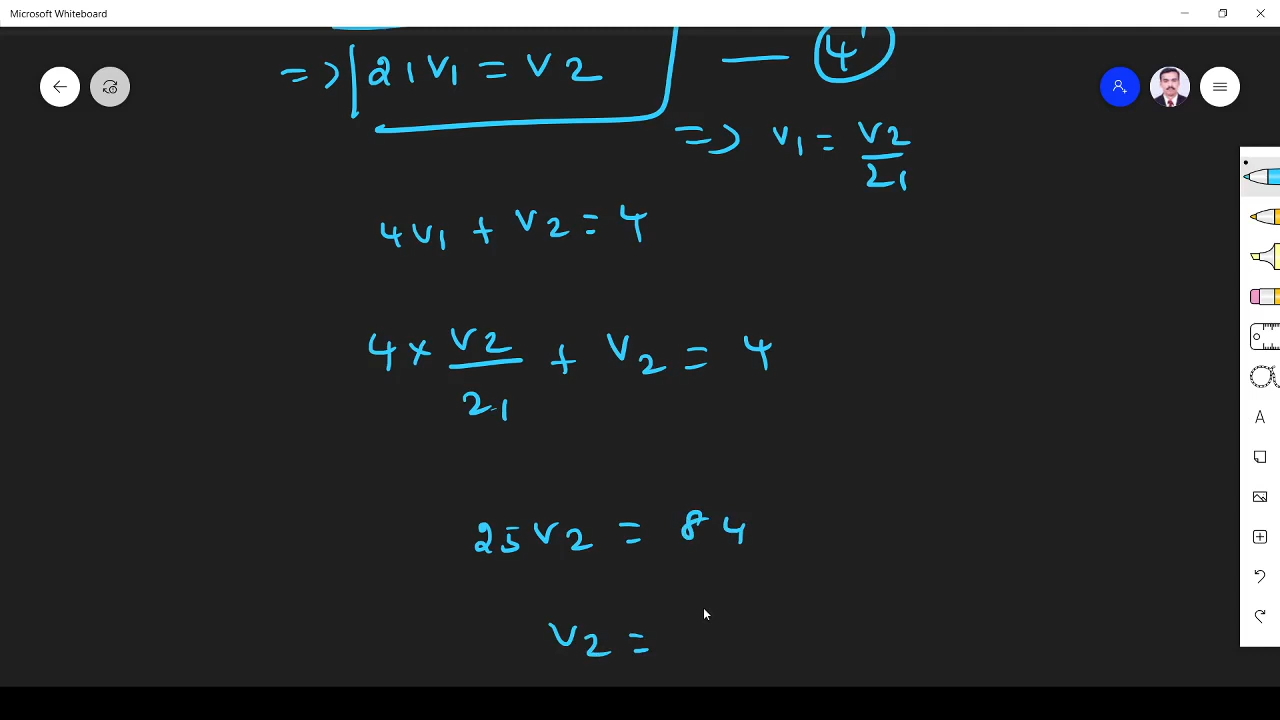 Microsoft Whiteboard
=> 21V1 = V2 — 4'
=> V1 = V2/21
4V1 + V2 = 4
4 × V2/21 + V2 = 4
25V2 = 84
V2 =
A